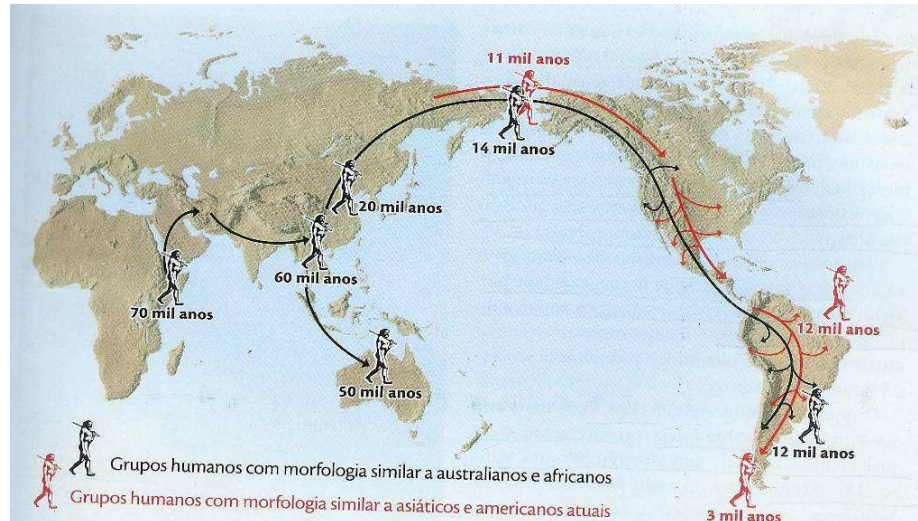 11 mil anos
14 mil anos
20 mil anos
60 mil anos
70 mil anos
12 mil anos
50 mil anos
12 mil anos
3 mil anos
Grupos humanos com morfologia similar a australianos e africanos
Grupos humanos com morfologia similar a asiáticos e americanos atuais